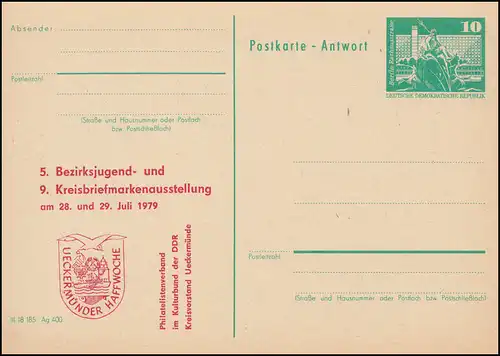 Absender
Postleitzahl
(Straße und Hausnummer oder Postfach
bzw. Postschließfach)
5. Bezirksjugend- und
9. Kreisbriefmarkenausstellung
am 28. und 29. Juli 1979
UECKERMÜNDER HAFFWOCHE
Philatelistenverband
im Kulturbund der DDR
Kreisvorstand Ueckermünde
III 18 185 Ag 400
Postkarte - Antwort
10
Berlin, Rathausstraße
DEUTSCHE DEMOKRATISCHE REPUBLIK
Postleitzahl
(Straße und Hausnummer oder Postfach bzw. Postschließfach)